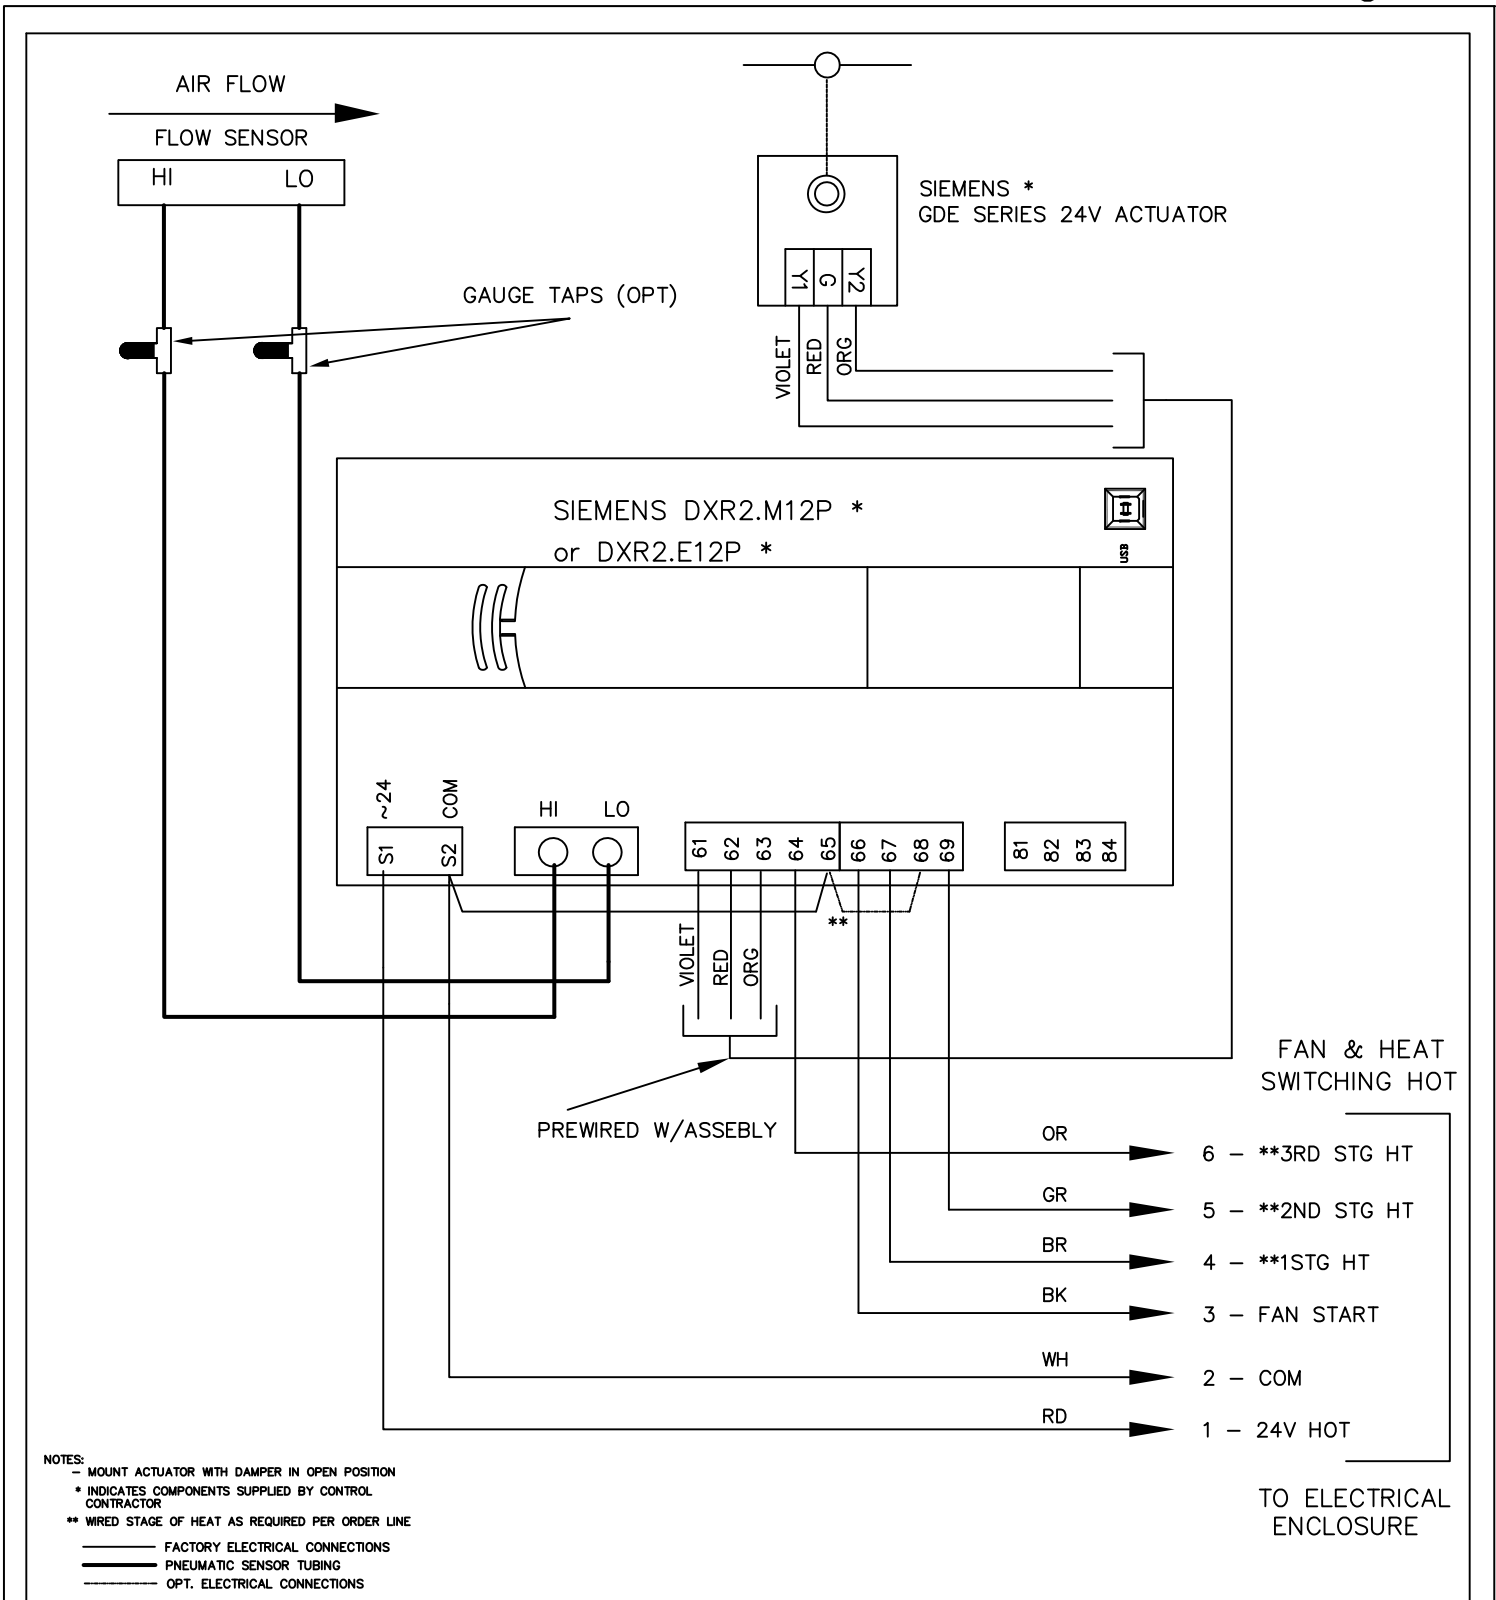 AIR FLOW
FLOW SENSOR
HI LO
SIEMENS *
GDE SERIES 24V ACTUATOR
Y1 G Y2
GAUGE TAPS (OPT)
VIOLET RED ORG
SIEMENS DXR2.M12P *
or DXR2.E12P *
USB
~24 COM
HI LO
S1 S2
61 62 63 64 65 66 67 68 69
81 82 83 84
**
VIOLET RED ORG
PREWIRED W/ASSEBLY
FAN & HEAT
SWITCHING HOT
OR 6 - **3RD STG HT
GR 5 - **2ND STG HT
BR 4 - **1STG HT
BK 3 - FAN START
WH 2 - COM
RD 1 - 24V HOT
TO ELECTRICAL
ENCLOSURE
NOTES:
- MOUNT ACTUATOR WITH DAMPER IN OPEN POSITION
* INDICATES COMPONENTS SUPPLIED BY CONTROL
CONTRACTOR
** WIRED STAGE OF HEAT AS REQUIRED PER ORDER LINE
FACTORY ELECTRICAL CONNECTIONS
PNEUMATIC SENSOR TUBING
OPT. ELECTRICAL CONNECTIONS